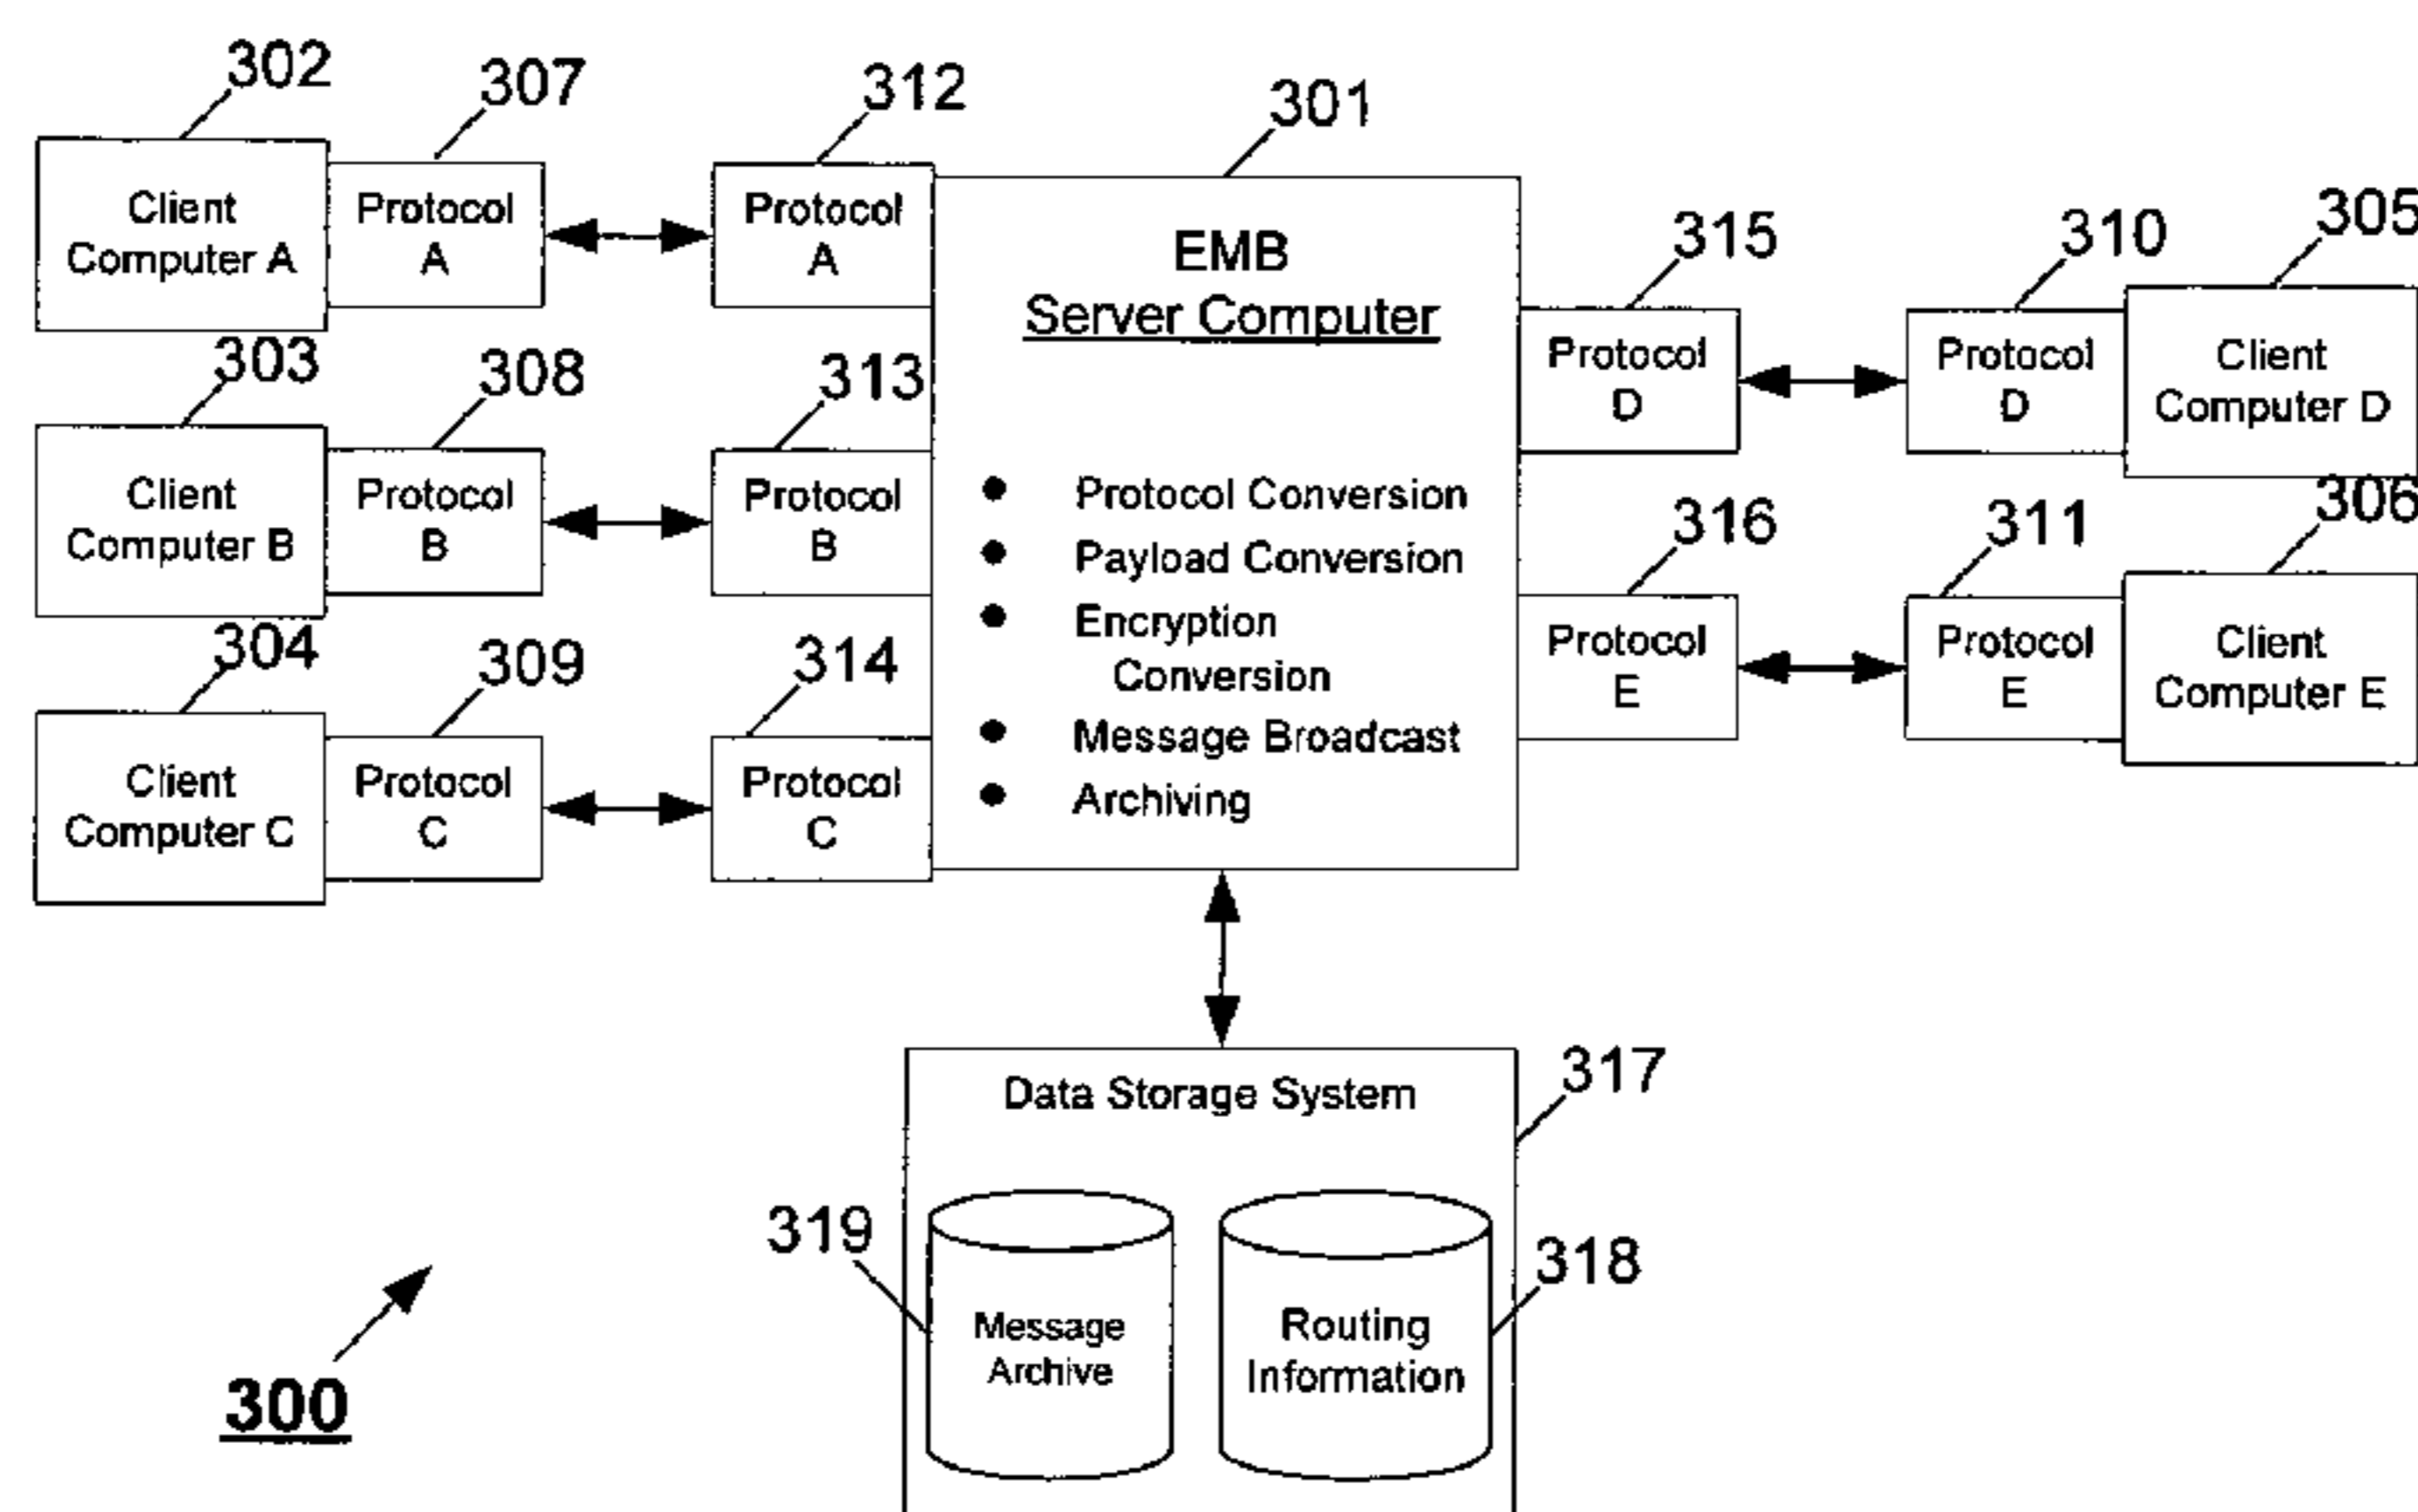 302
307
312
301
Client
Computer A
Protocol
A
Protocol
A
EMB
Server Computer
315
310
305
303
308
313
Protocol
D
Protocol
D
Client
Computer D
Client
Computer B
Protocol
B
Protocol
B
● Protocol Conversion
● Payload Conversion
● Encryption
Conversion
● Message Broadcast
● Archiving
316
311
306
304
309
314
Protocol
E
Protocol
E
Client
Computer E
Client
Computer C
Protocol
C
Protocol
C
Data Storage System
317
319
318
Message
Archive
Routing
Information
300